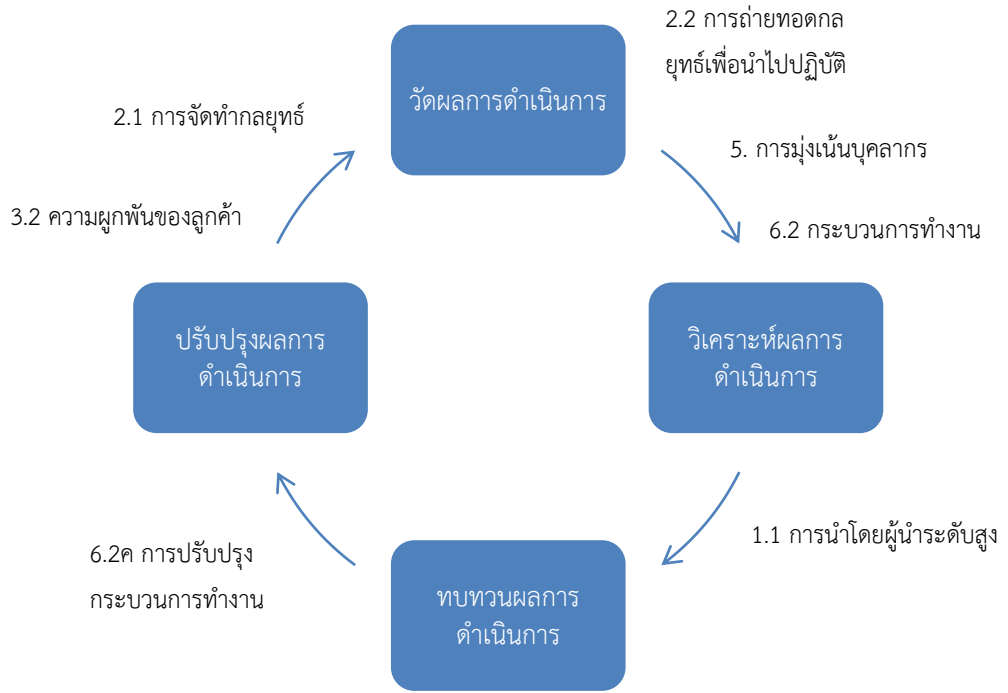 2.2 การถ่ายทอดกล
ยุทธ์เพื่อนำไปปฏิบัติ
วัดผลการดำเนินการ
2.1 การจัดทำกลยุทธ์
5. การมุ่งเน้นบุคลากร
3.2 ความผูกพันของลูกค้า
6.2 กระบวนการทำงาน
ปรับปรุงผลการ
ดำเนินการ
วิเคราะห์ผลการ
ดำเนินการ
1.1 การนำโดยผู้นำระดับสูง
6.2ค การปรับปรุง
กระบวนการทำงาน
ทบทวนผลการ
ดำเนินการ